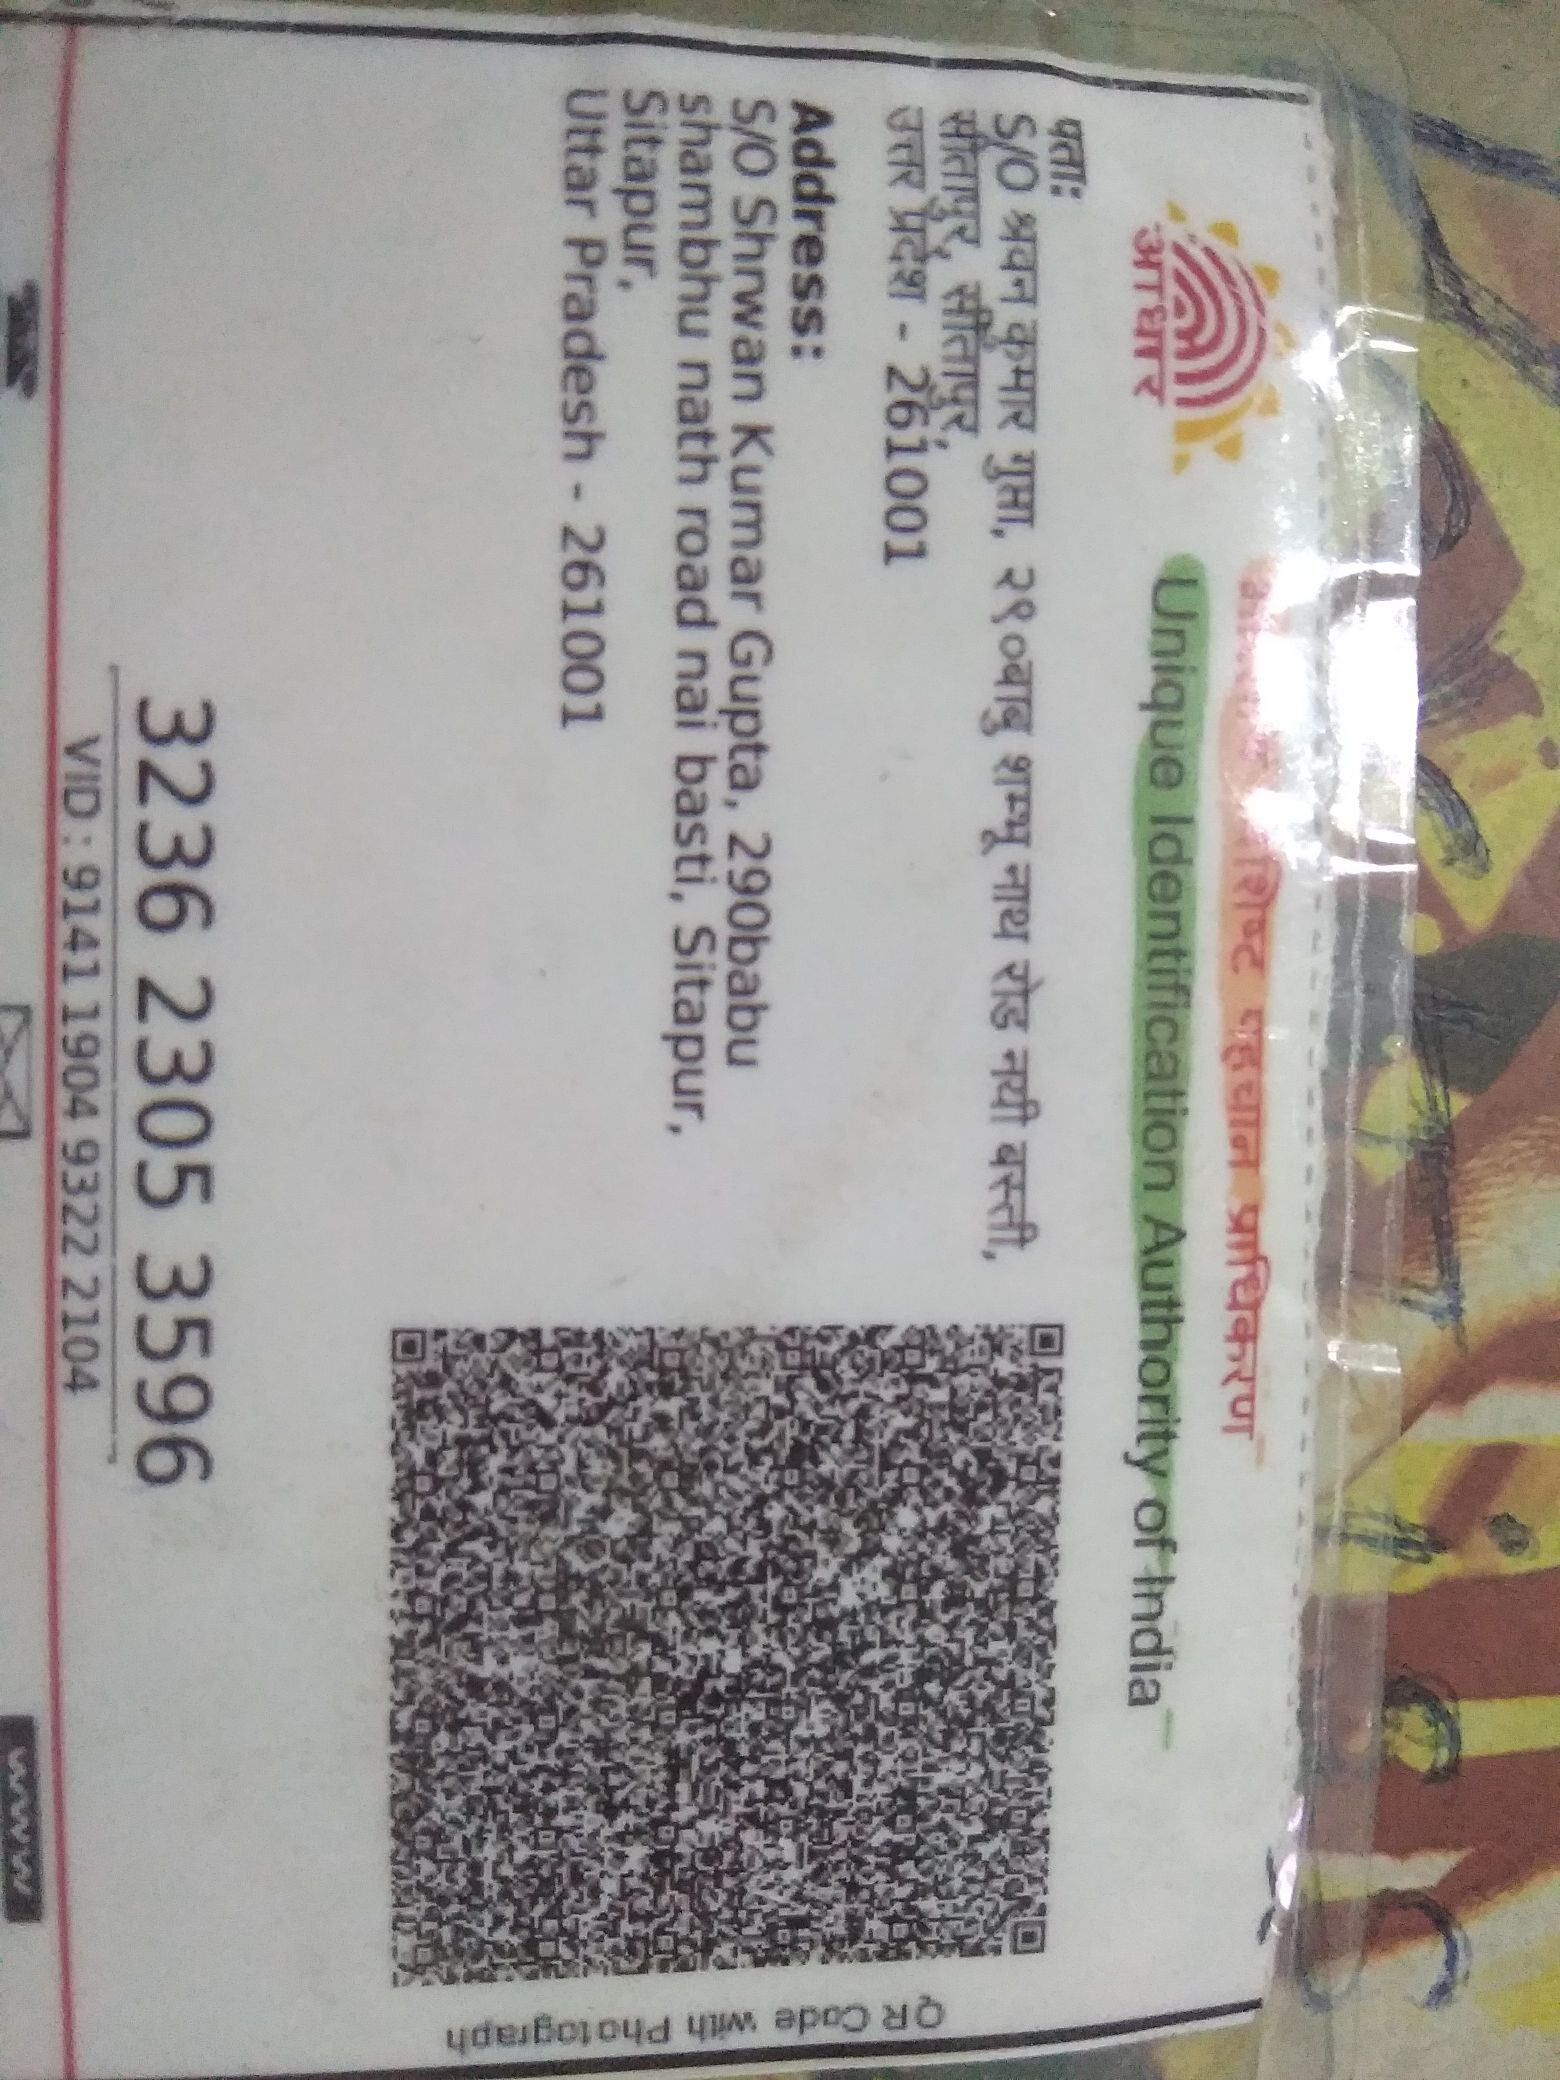 आधार
पहचान प्राधिकरण
Unique Identification Authority of India
पता:
S/O श्रवन कुमार गुप्ता, २९०बाबु शम्भू नाथ रोड नयी बस्ती,
सीतापुर, सीतापुर,
उत्तर प्रदेश - 261001
Address:
S/O Shrwan Kumar Gupta, 290babu
shambhu nath road nai basti, Sitapur,
Sitapur,
Uttar Pradesh - 261001
QR Code with Photograph
3236 2305 3596
VID : 9141 1904 9322 2104
www